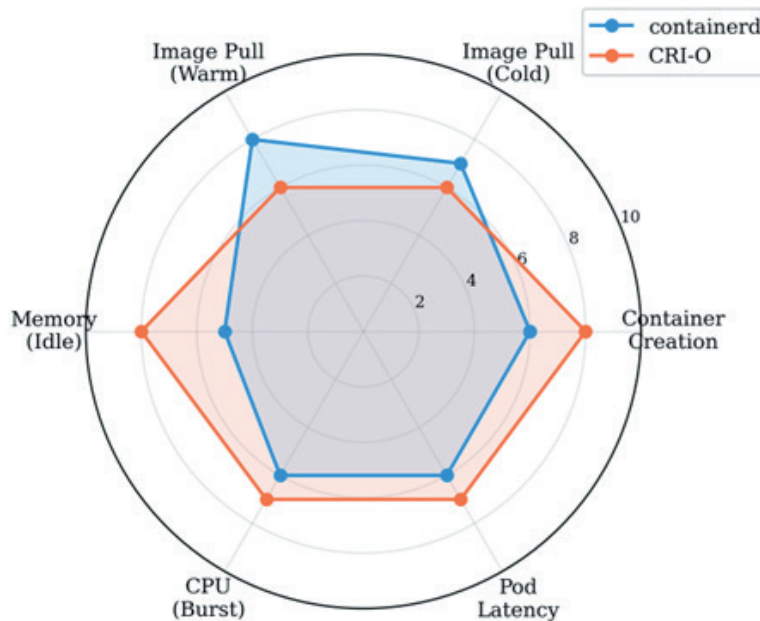 containerd
CRI-O
Image Pull
(Warm)
Image Pull
(Cold)
10
8
6
4
2
Memory
(Idle)
Container
Creation
CPU
(Burst)
Pod
Latency